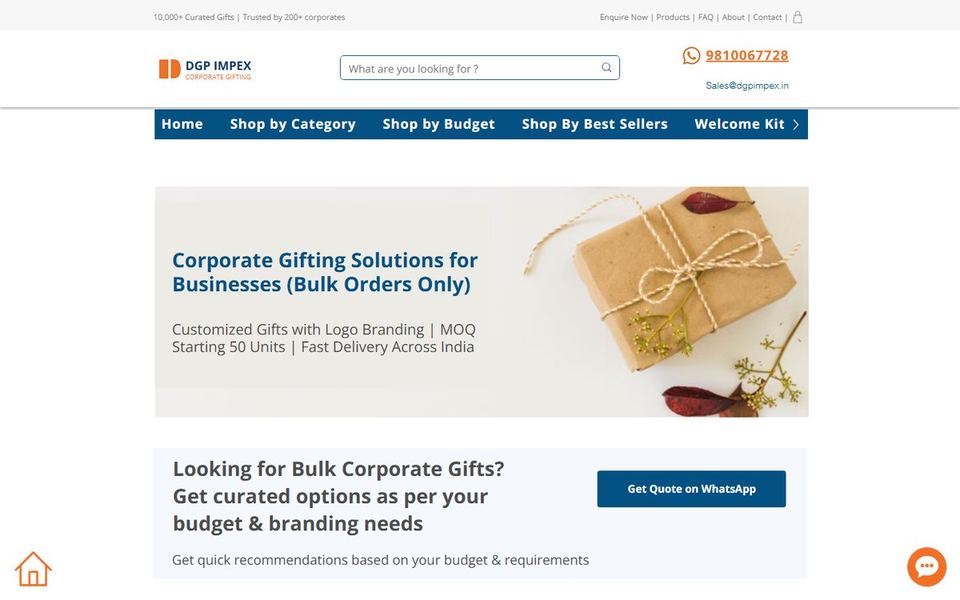 10,000+ Curated Gifts | Trusted by 200+ corporates
Enquire Now | Products | FAQ | About | Contact |
DGP IMPEX
CORPORATE GIFTING
What are you looking for ?
9810067728
Sales@dgpimpex.in
Home Shop by Category Shop by Budget Shop By Best Sellers Welcome Kit
Corporate Gifting Solutions for
Businesses (Bulk Orders Only)
Customized Gifts with Logo Branding | MOQ
Starting 50 Units | Fast Delivery Across India
Looking for Bulk Corporate Gifts?
Get curated options as per your
budget & branding needs
Get Quote on WhatsApp
Get quick recommendations based on your budget & requirements